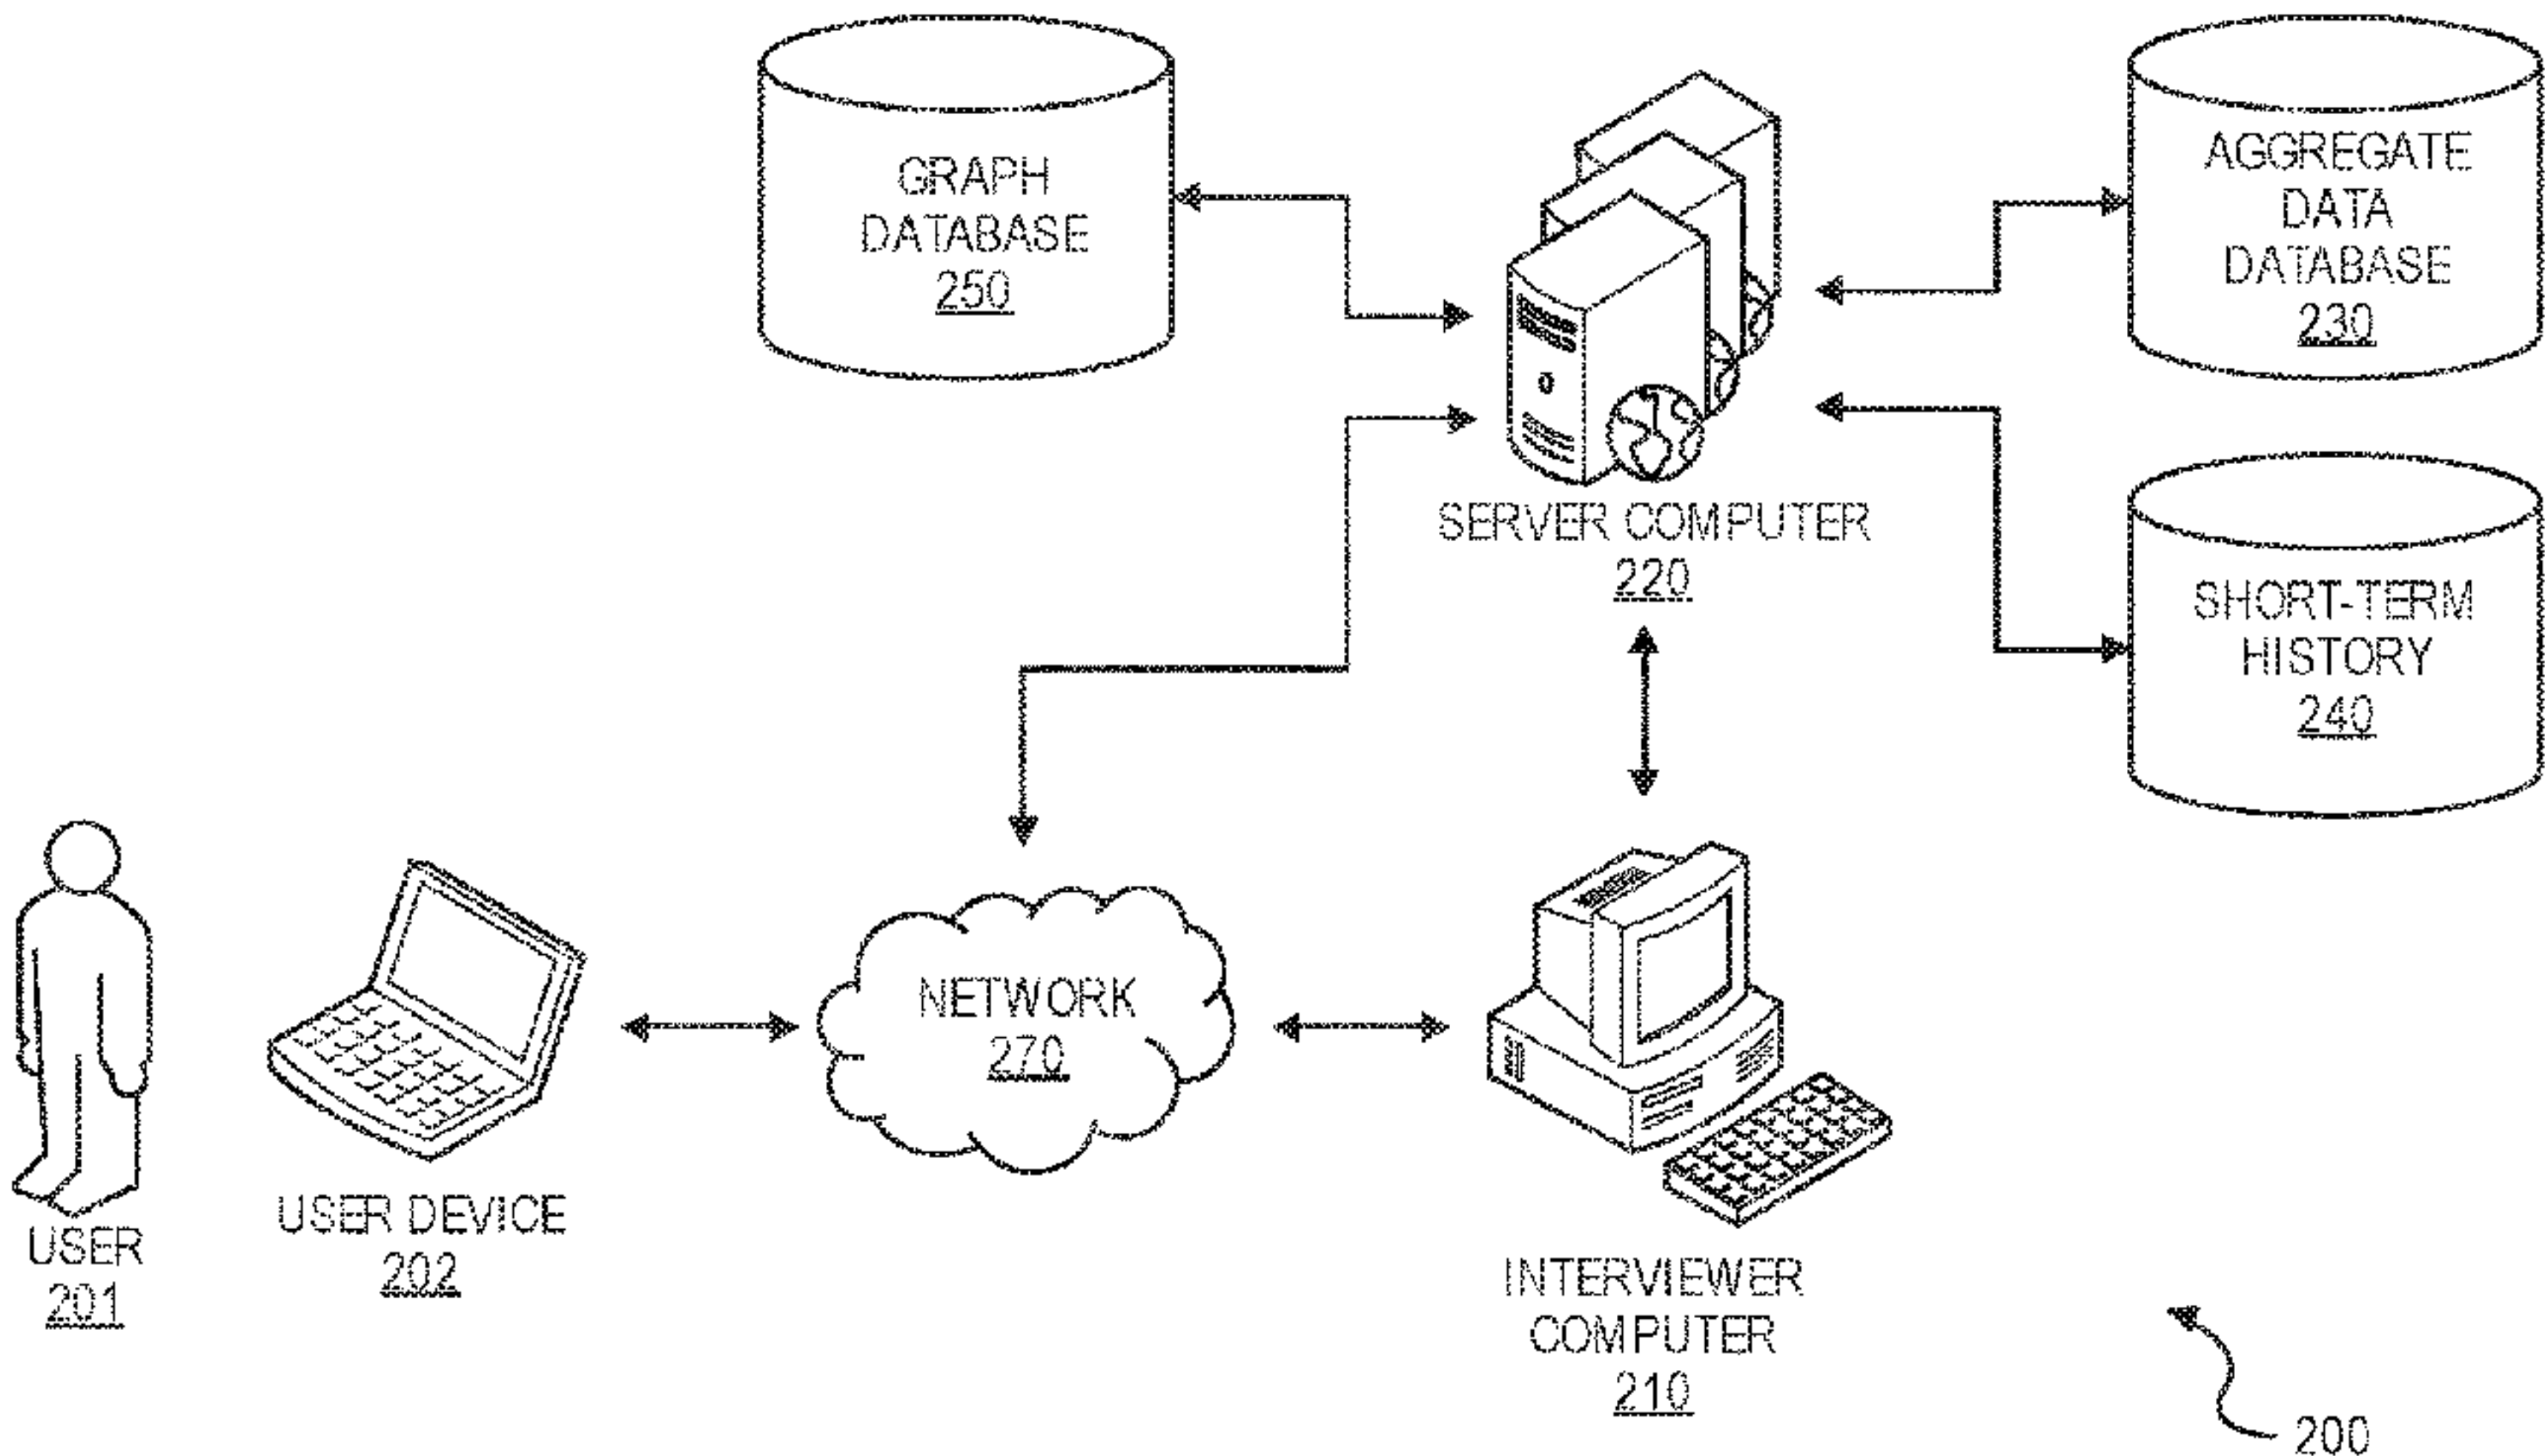 GRAPH
DATABASE
250
AGGREGATE
DATA
DATABASE
230
SERVER COMPUTER
220
SHORT-TERM
HISTORY
240
NETWORK
270
USER
201
USER DEVICE
202
INTERVIEWER
COMPUTER
210
200